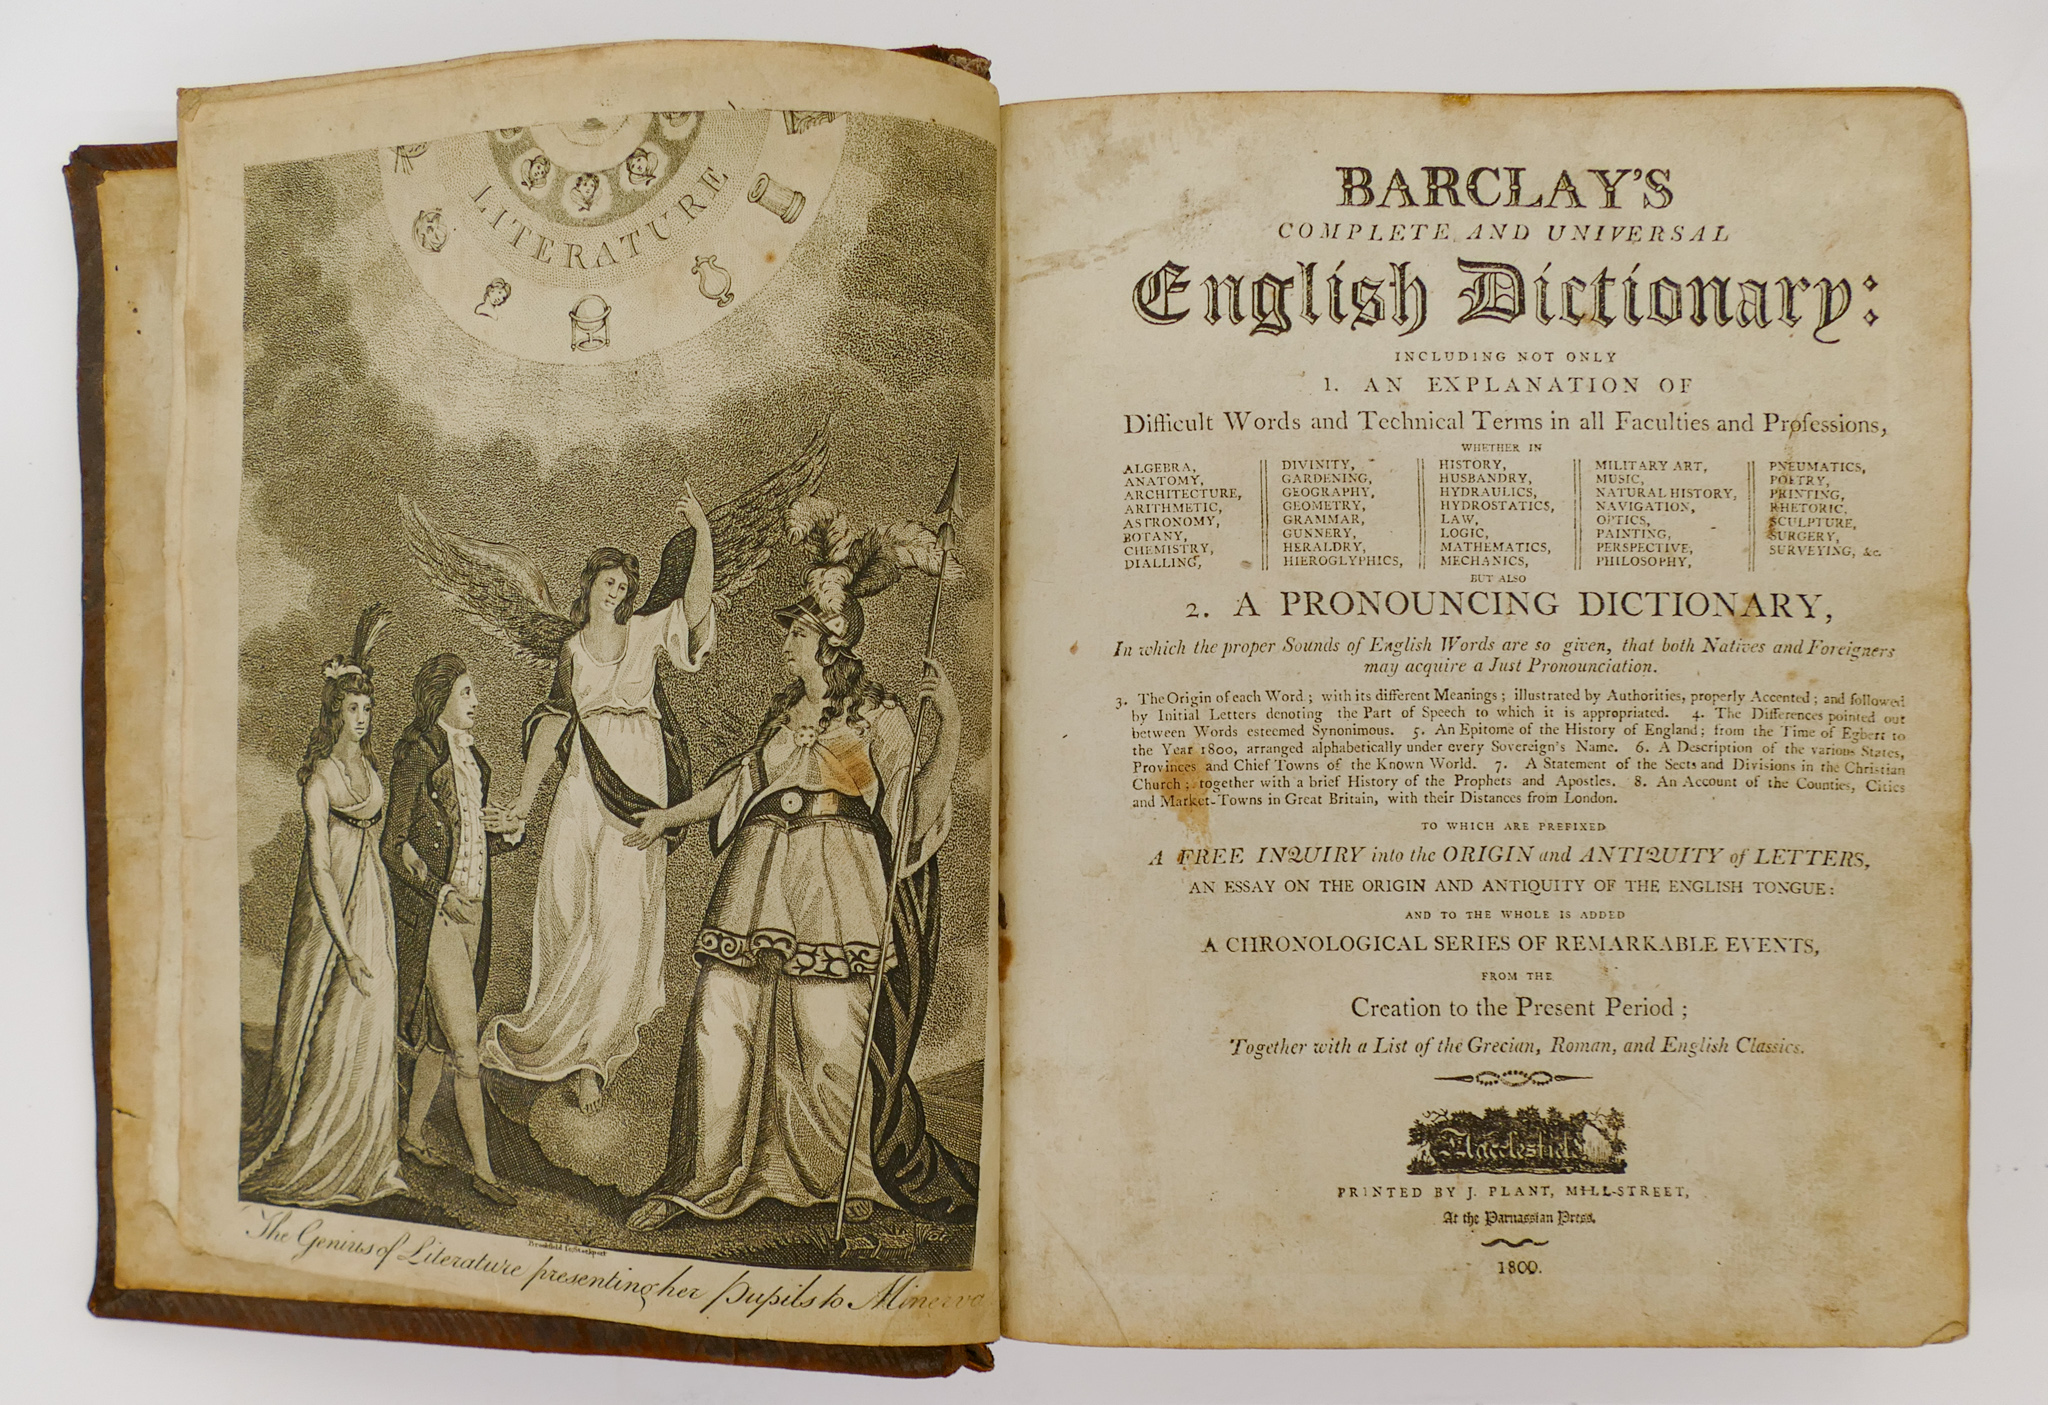 LITERATURE
Brookfield Sc. Stockport
The Genius of Literature presenting her Pupils to Minerva
BARCLAY'S
COMPLETE AND UNIVERSAL
English Dictionary:
INCLUDING NOT ONLY
1. AN EXPLANATION OF
Difficult Words and Technical Terms in all Faculties and Professions,
WHETHER IN
ALGEBRA,
ANATOMY,
ARCHITECTURE,
ARITHMETIC,
ASTRONOMY,
BOTANY,
CHEMISTRY,
DIALLING,
DIVINITY,
GARDENING,
GEOGRAPHY,
GEOMETRY,
GRAMMAR,
GUNNERY,
HERALDRY,
HIEROGLYPHICS,
HISTORY,
HUSBANDRY,
HYDRAULICS,
HYDROSTATICS,
LAW,
LOGIC,
MATHEMATICS,
MECHANICS,
MILITARY ART,
MUSIC,
NATURAL HISTORY,
NAVIGATION,
OPTICS,
PAINTING,
PERSPECTIVE,
PHILOSOPHY,
PNEUMATICS,
POETRY,
PRINTING,
RHETORIC.
SCULPTURE,
SURGERY,
SURVEYING, &c.
BUT ALSO
2. A PRONOUNCING DICTIONARY,
In which the proper Sounds of English Words are so given, that both Natives and Foreigners
may acquire a Just Pronounciation.
3. The Origin of each Word; with its different Meanings; illustrated by Authorities, properly Accented; and followed
by Initial Letters denoting the Part of Speech to which it is appropriated. 4. The Differences pointed out
between Words esteemed Synonimous. 5. An Epitome of the History of England; from the Time of Egbert to
the Year 1800, arranged alphabetically under every Sovereign's Name. 6. A Description of the various States,
Provinces and Chief Towns of the Known World. 7. A Statement of the Sects and Divisions in the Christian
Church; together with a brief History of the Prophets and Apostles. 8. An Account of the Counties, Cities
and Market-Towns in Great Britain, with their Distances from London.
TO WHICH ARE PREFIXED
A FREE INQUIRY into the ORIGIN and ANTIQUITY of LETTERS,
AN ESSAY ON THE ORIGIN AND ANTIQUITY OF THE ENGLISH TONGUE:
AND TO THE WHOLE IS ADDED
A CHRONOLOGICAL SERIES OF REMARKABLE EVENTS,
FROM THE
Creation to the Present Period;
Together with a List of the Grecian, Roman, and English Classics.
Macclesfield
PRINTED BY J. PLANT, MILL-STREET,
At the Parnassian Press.
1800.